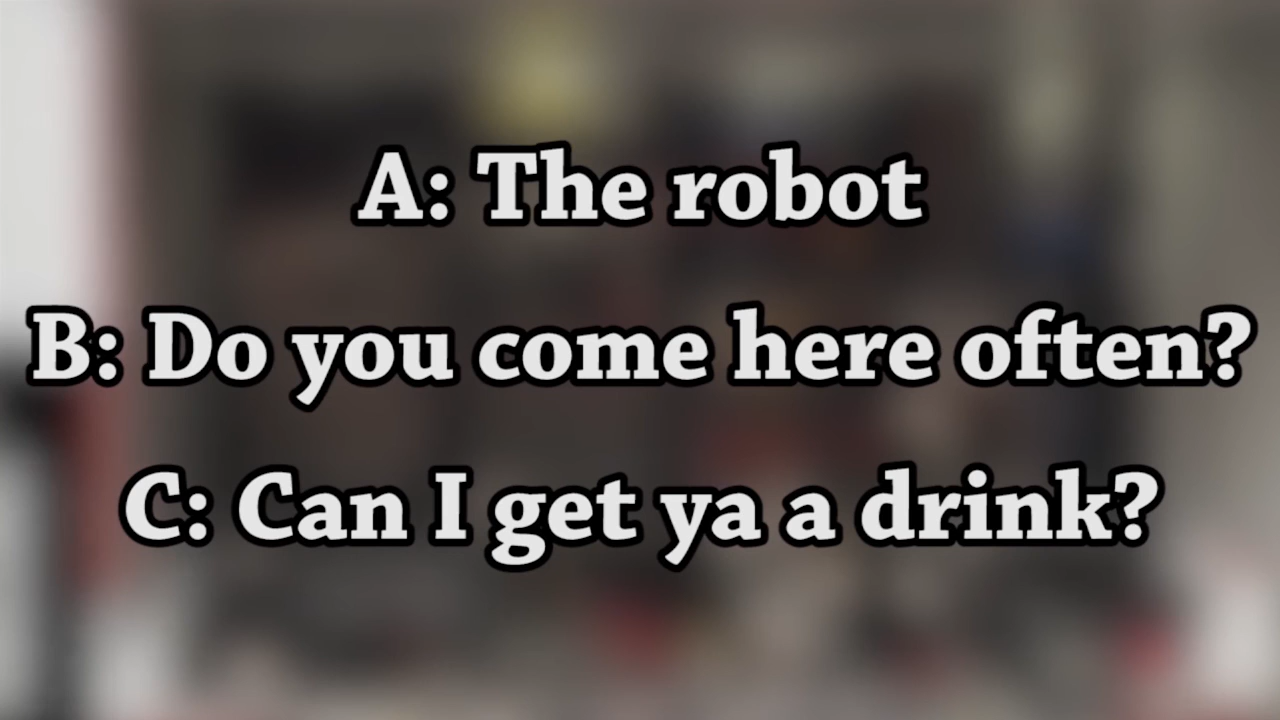 A: The robot
B: Do you come here often?
C: Can I get ya a drink?